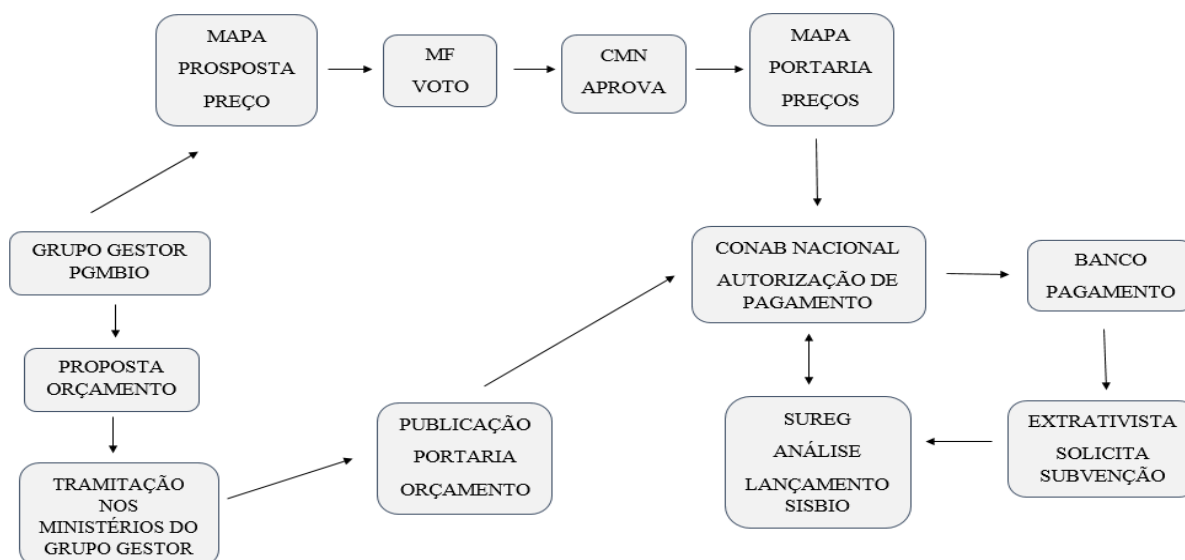 MAPA
PROSPOSTA
PREÇO
MF
VOTO
CMN
APROVA
MAPA
PORTARIA
PREÇOS
GRUPO GESTOR
PGMBIO
PROPOSTA
ORÇAMENTO
TRAMITAÇÃO
NOS
MINISTÉRIOS DO
GRUPO GESTOR
PUBLICAÇÃO
PORTARIA
ORÇAMENTO
CONAB NACIONAL
AUTORIZAÇÃO DE
PAGAMENTO
BANCO
PAGAMENTO
EXTRATIVISTA
SOLICITA
SUBVENÇÃO
SUREG
ANÁLISE
LANÇAMENTO
SISBIO